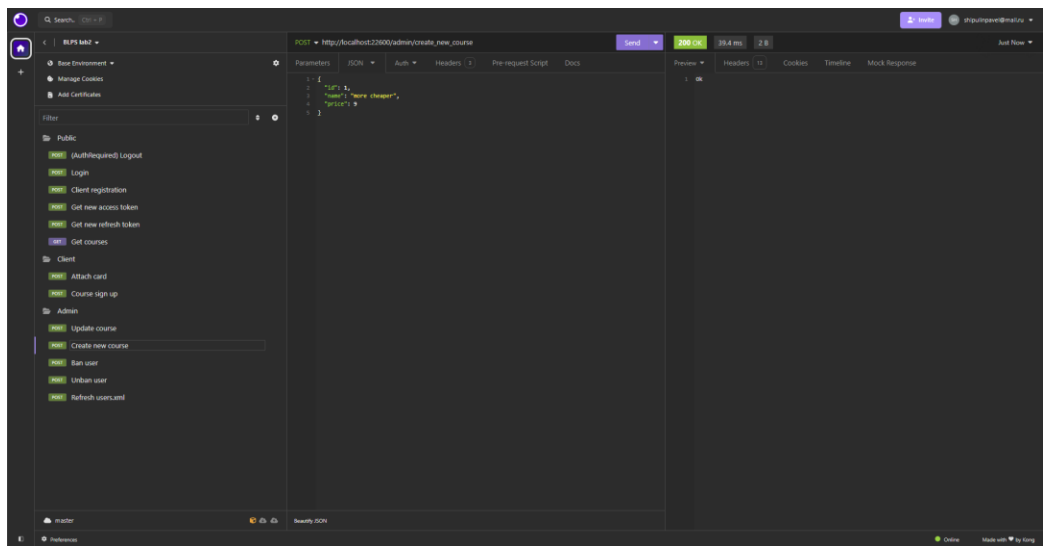 Search.. Ctrl + P
Invite
shipulinpavel@mail.ru
BLPS lab2
POST http://localhost:22600/admin/create_new_course
Send
200 OK
39.4 ms
2 B
Just Now
Base Environment
Parameters JSON Auth Headers 3 Pre-request Script Docs
Preview Headers 13 Cookies Timeline Mock Response
Manage Cookies
Add Certificates
Filter
1 {
2 "id": 1,
3 "name": "more cheaper",
4 "price": 9
5 }
1 Ok
Public
POST (AuthRequired) Logout
POST Login
POST Client registration
POST Get new access token
POST Get new refresh token
GET Get courses
Client
POST Attach card
POST Course sign up
Admin
POST Update course
POST Create new course
POST Ban user
POST Unban user
POST Refresh users.xml
master
Beautify JSON
Preferences
Online
Made with ♥ by Kong